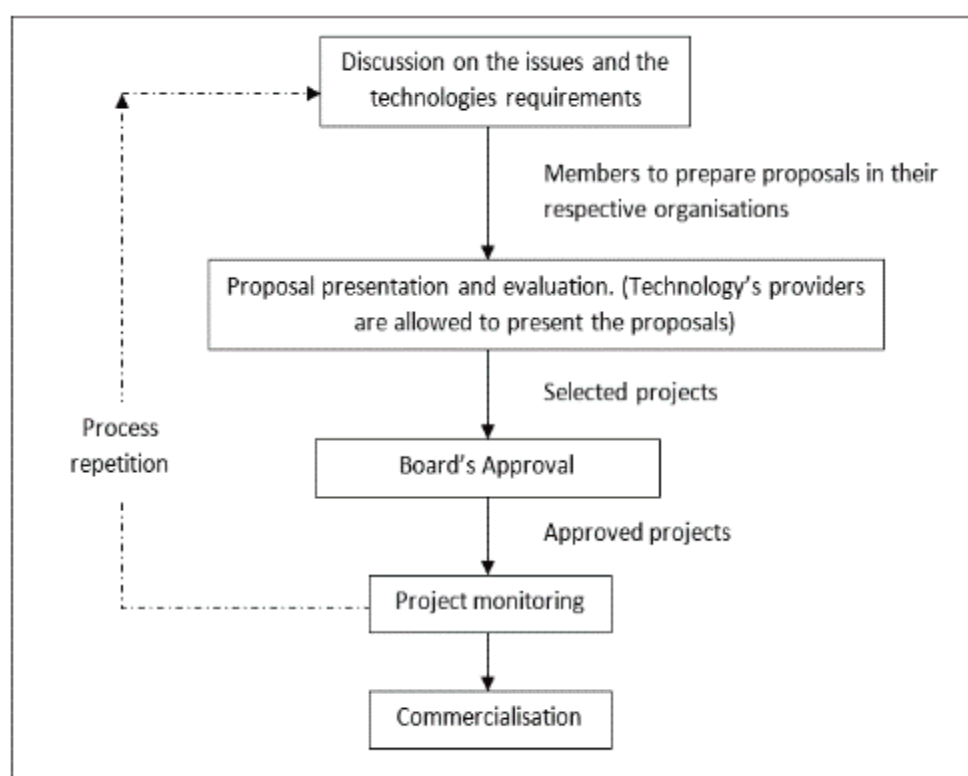 Discussion on the issues and the
technologies requirements
Members to prepare proposals in their
respective organisations
Proposal presentation and evaluation. (Technology's providers
are allowed to present the proposals)
Selected projects
Process
repetition
Board's Approval
Approved projects
Project monitoring
Commercialisation